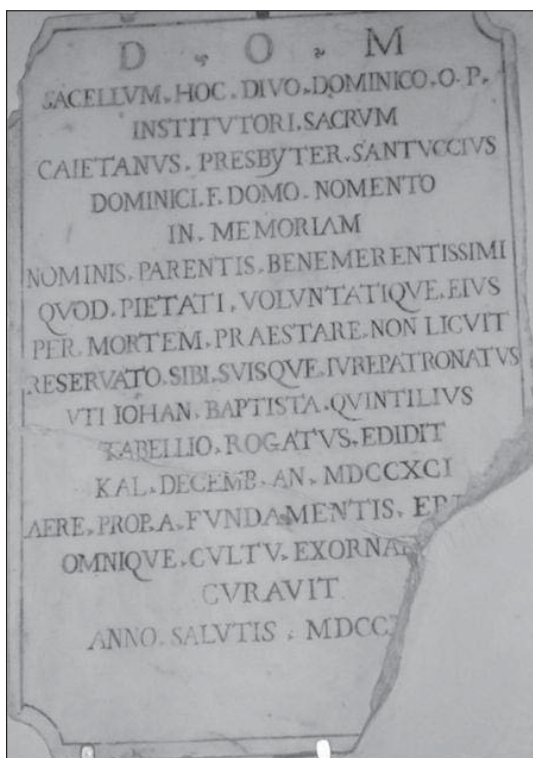 D · O · M
SACELLVM · HOC · DIVO · DOMINICO · O · P ·
INSTITVTORI · SACRVM
CAIETANVS · PRESBYTER · SANTVCCIVS
DOMINICI · F · DOMO · NOMENTO
IN · MEMORIAM
NOMINIS · PARENTIS · BENEMERENTISSIMI
QVOD · PIETATI · VOLVNTATIQVE · EIVS
PER · MORTEM · PRAESTARE · NON LICVIT
RESERVATO · SIBI · SVISQVE · IVREPATRONATVS
VTI IOHAN · BAPTISTA · QVINTILIVS
TABELLIO · ROGATVS · EDIDIT
KAL · DECEMB · AN · MDCCXCI
AERE · PROP · A · FVNDAMENTIS ·
OMNIQVE · CVLTV ·
CVRAVIT
ANNO · SALVTIS ·